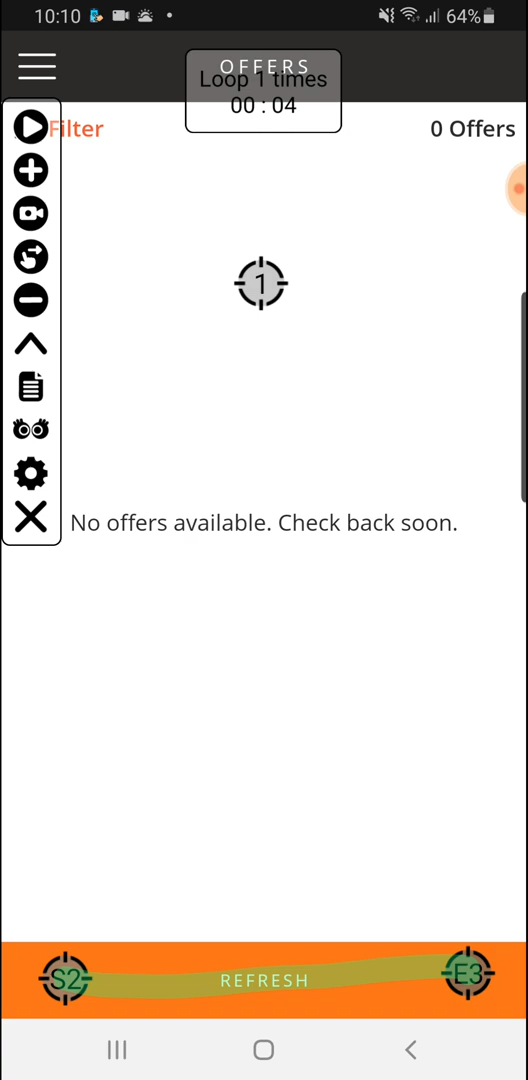 10:10
64%
OFFERS
Loop 1 times
00 : 04
Filter
0 Offers
1
No offers available. Check back soon.
S2
REFRESH
E3